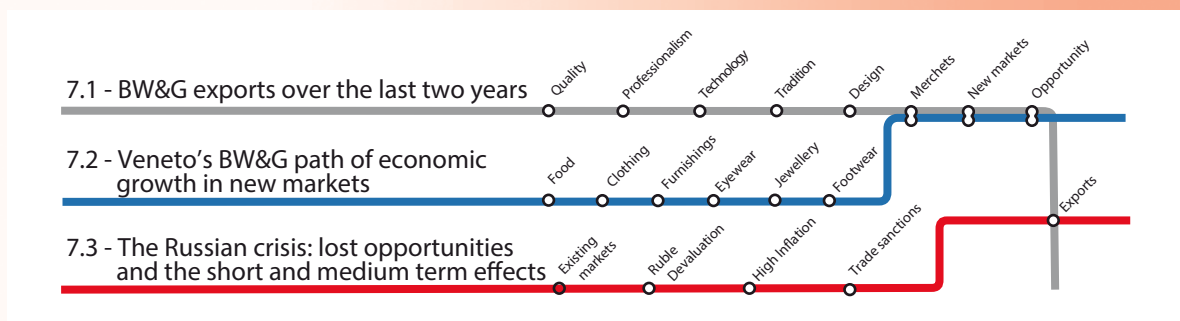 7.1 - BW&G exports over the last two years
Quality
Professionalism
Technology
Tradition
Design
Merchets
New markets
Opportunity
7.2 - Veneto's BW&G path of economic
growth in new markets
Food
Clothing
Furnishings
Eyewear
Jewellery
Footwear
7.3 - The Russian crisis: lost opportunities
and the short and medium term effects
Existing
markets
Ruble
Devaluation
High Inflation
Trade sanctions
Exports